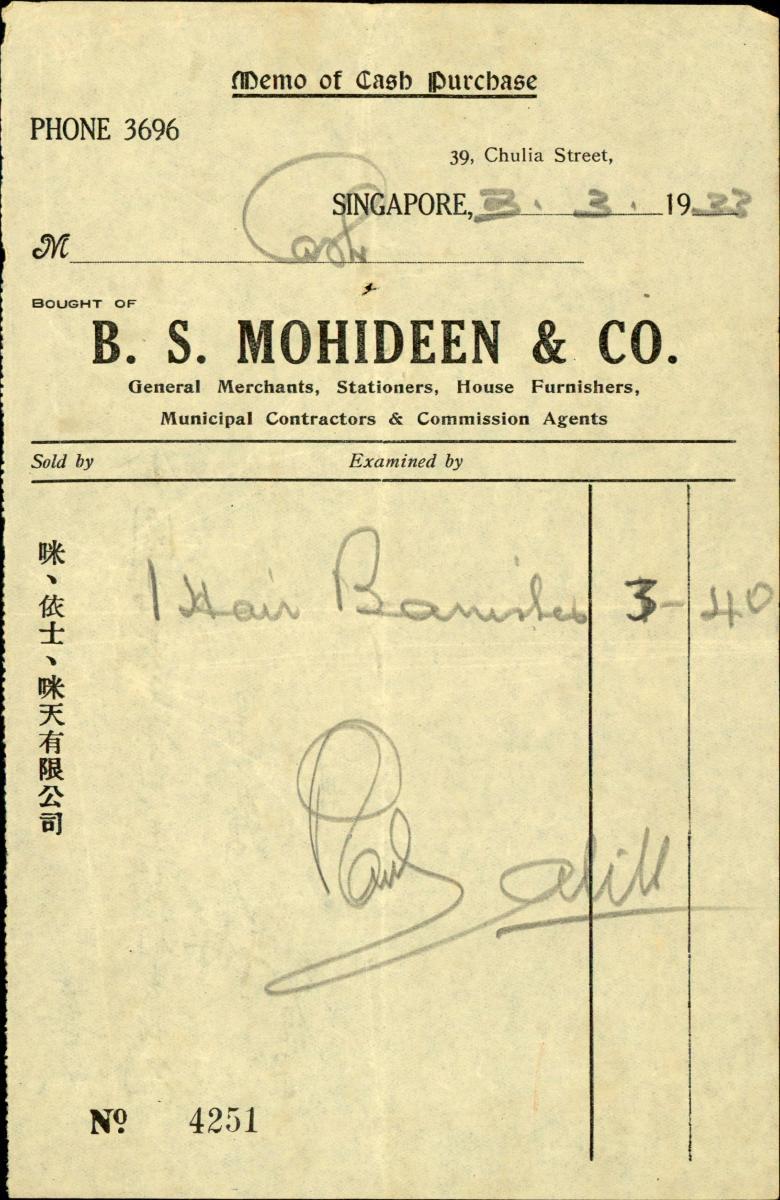 Memo of Cash Purchase
PHONE 3696
39, Chulia Street,
SINGAPORE, 3. 3. 1933
M Cash
BOUGHT OF
B. S. MOHIDEEN & CO.
General Merchants, Stationers, House Furnishers,
Municipal Contractors & Commission Agents
Sold by Examined by
咪、依士、咪天有限公司
1 Hair Banister 3-40
Paid
Nº 4251